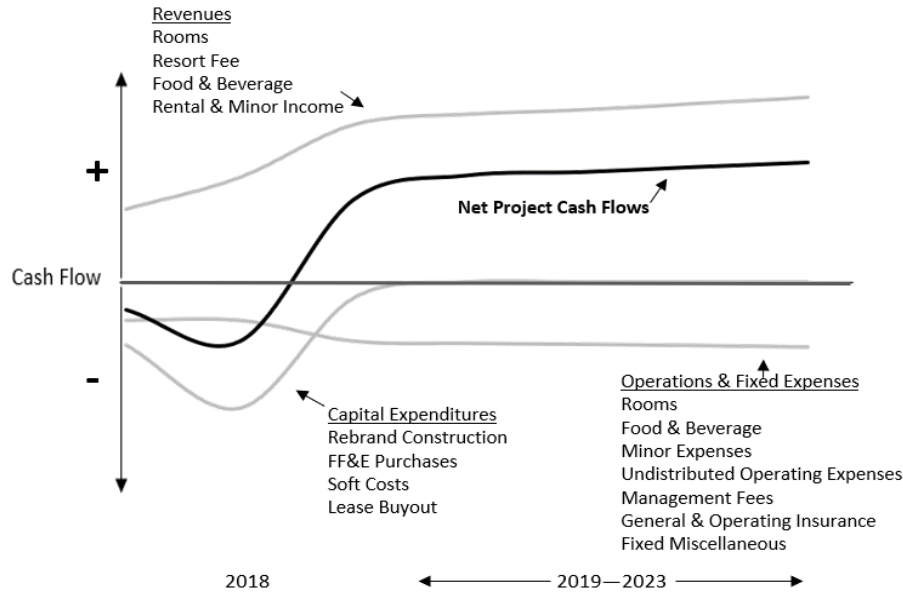 Revenues
Rooms
Resort Fee
Food & Beverage
Rental & Minor Income
+
Net Project Cash Flows
Cash Flow
-
Capital Expenditures
Rebrand Construction
FF&E Purchases
Soft Costs
Lease Buyout
Operations & Fixed Expenses
Rooms
Food & Beverage
Minor Expenses
Undistributed Operating Expenses
Management Fees
General & Operating Insurance
Fixed Miscellaneous
2018
2019—2023